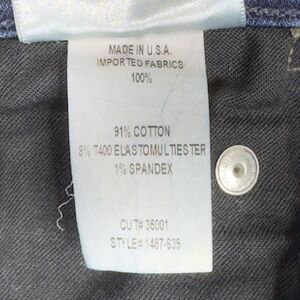 MADE IN U.S.A.
IMPORTED FABRICS
100%
91% COTTON
8% T400 ELASTOMULTIESTER
1% SPANDEX
CUT# 35001
STYLE# 1487-639